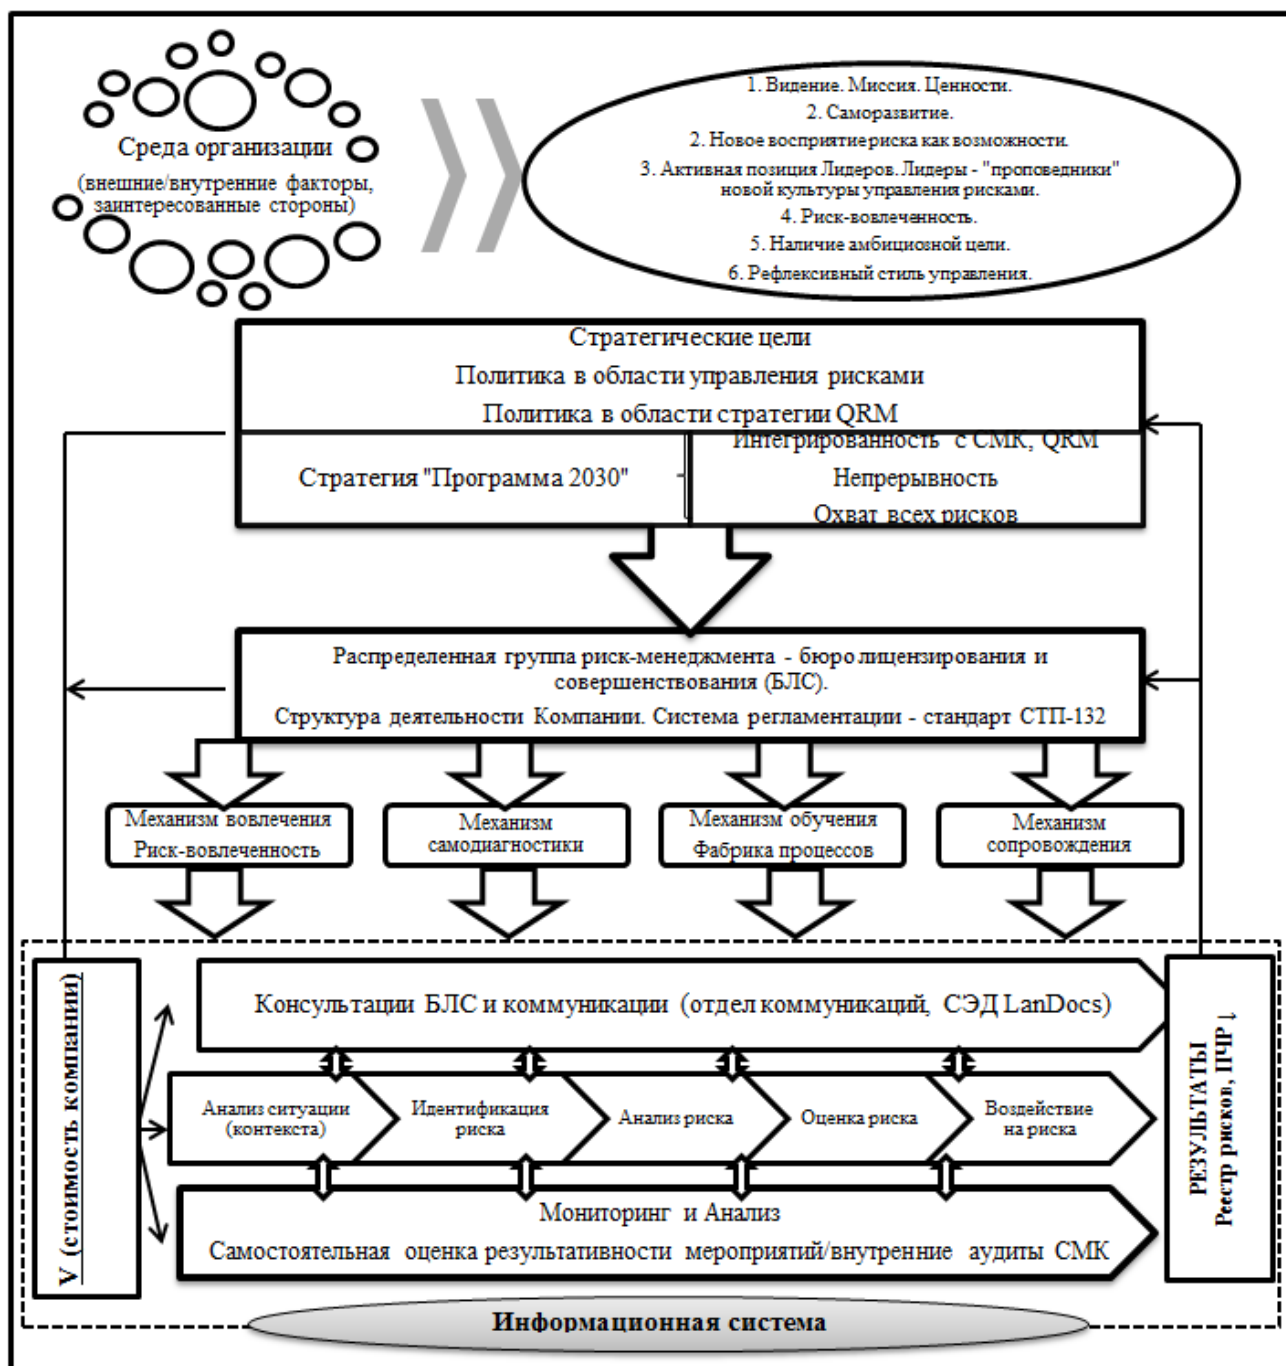 Среда организации
(внешние/внутренние факторы,
заинтересованные стороны)
1. Видение. Миссия. Ценности.
2. Саморазвитие.
2. Новое восприятие риска как возможности.
3. Активная позиция Лидеров. Лидеры - "проповедники"
новой культуры управления рисками.
4. Риск-вовлеченность.
5. Наличие амбициозной цели.
6. Рефлексивный стиль управления.
Стратегические цели
Политика в области управления рисками
Политика в области стратегии QRM
Стратегия "Программа 2030"
Интегрированность с СМК, QRM
Непрерывность
Охват всех рисков
Распределенная группа риск-менеджмента - бюро лицензирования и
совершенствования (БЛС).
Структура деятельности Компании. Система регламентации - стандарт СТП-132
Механизм вовлечения
Риск-вовлеченность
Механизм
самодиагностики
Механизм обучения
Фабрика процессов
Механизм
сопровождения
V (стоимость компании)
Консультации БЛС и коммуникации (отдел коммуникаций, СЭД LanDocs)
Анализ ситуации
(контекста)
Идентификация
риска
Анализ риска
Оценка риска
Воздействие
на риска
Мониторинг и Анализ
Самостоятельная оценка результативности мероприятий/внутренние аудиты СМК
РЕЗУЛЬТАТЫ
Реестр рисков, ПЧР ↓
Информационная система